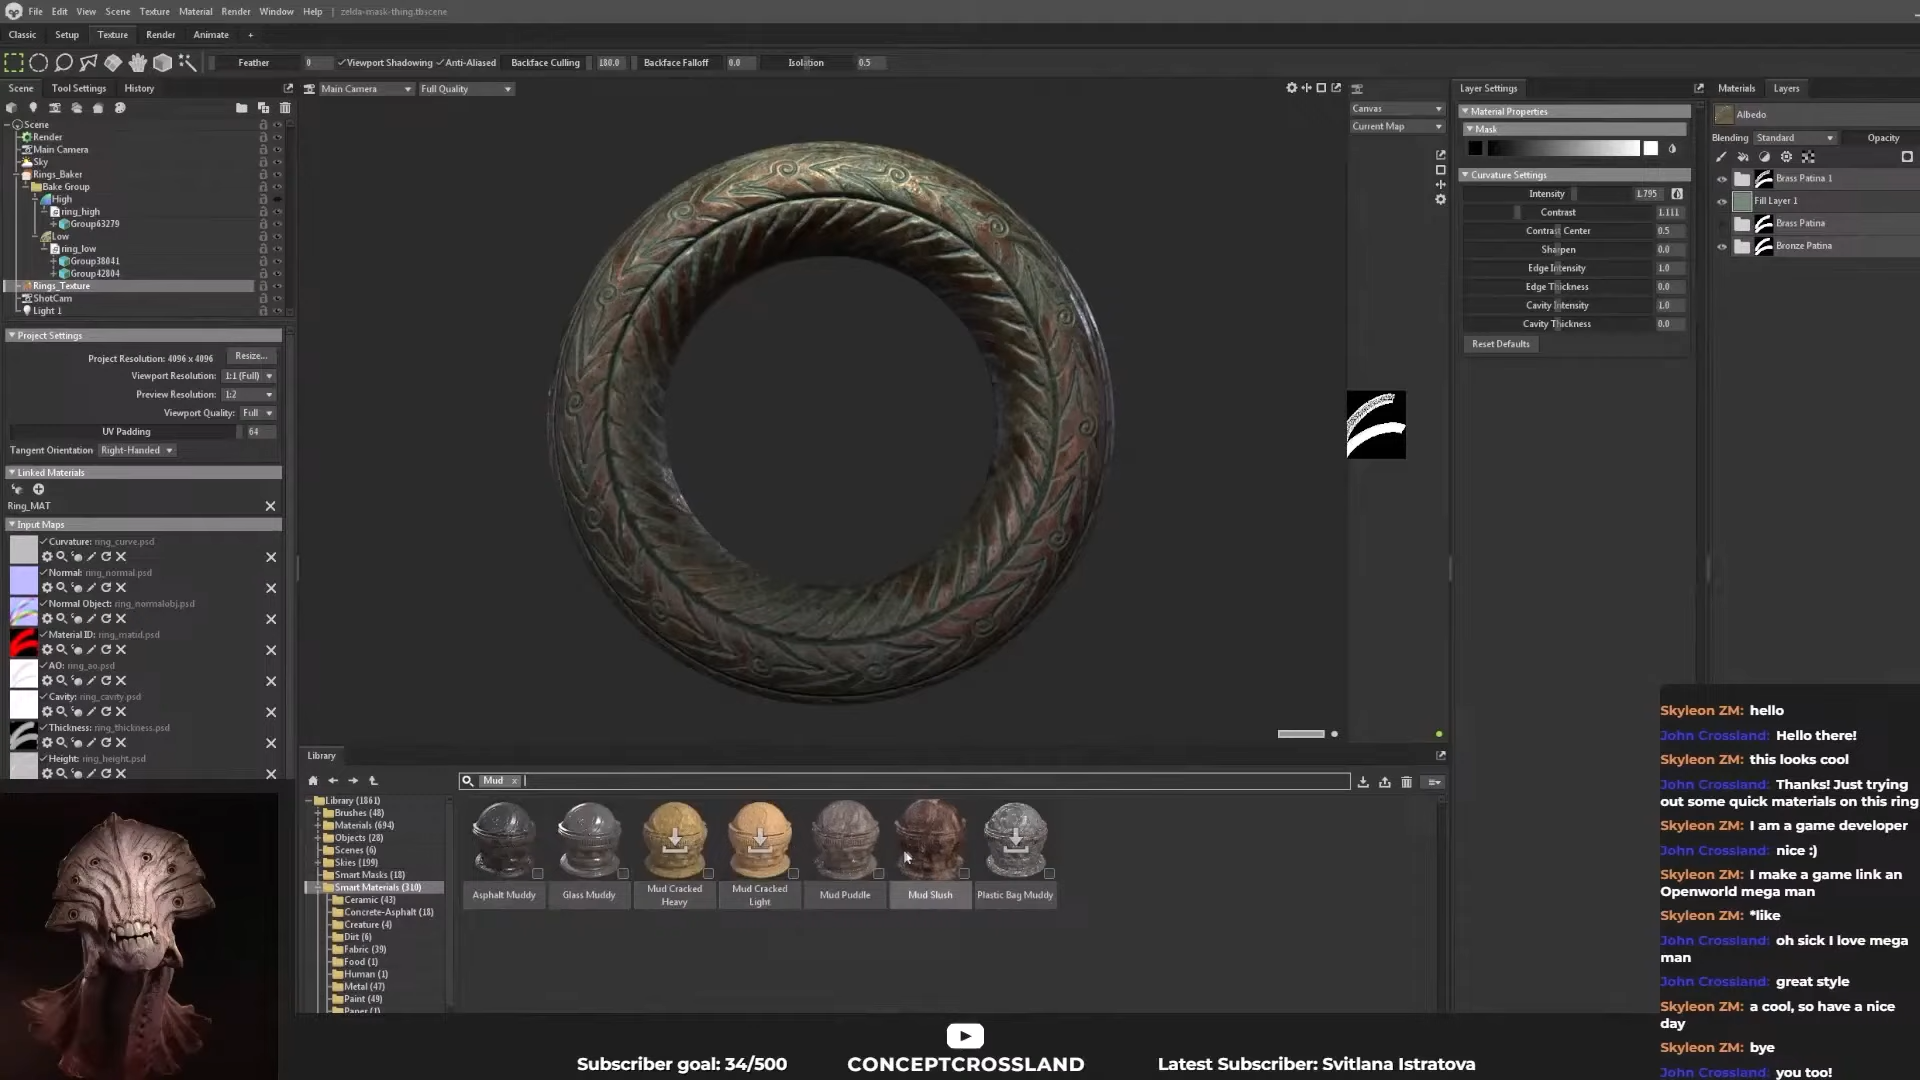 File Edit View Scene Texture Material Render Window Help | zelda-mask-thing.tbscene
Classic Setup Texture Render Animate +
Feather 0 Viewport Shadowing Anti-Aliased Backface Culling 180.0 Backface Falloff 0.0 Isolation 0.5
Scene Tool Settings History
Main Camera Full Quality
Scene
Render
Main Camera
Sky
Rings_Baker
Bake Group
High
ring_high
Group63279
Low
ring_low
Group38041
Group42804
Rings_Texture
ShotCam
Light 1
Project Settings
Project Resolution: 4096 x 4096 Resize...
Viewport Resolution: 1:1 (Full)
Preview Resolution: 1:2
Viewport Quality: Full
UV Padding 64
Tangent Orientation Right-Handed
Linked Materials
Ring_MAT
Input Maps
Curvature: ring_curve.psd
Normal: ring_normal.psd
Normal Object: ring_normalobj.psd
Material ID: ring_matid.psd
AO: ring_ao.psd
Cavity: ring_cavity.psd
Thickness: ring_thickness.psd
Height: ring_height.psd
Canvas
Current Map
Layer Settings
Material Properties
Mask
Curvature Settings
Intensity 1.795
Contrast 1.111
Contrast Center 0.5
Sharpen 0.0
Edge Intensity 1.0
Edge Thickness 0.0
Cavity Intensity 1.0
Cavity Thickness 0.0
Reset Defaults
Materials Layers
Albedo
Blending Standard Opacity
Brass Patina 1
Fill Layer 1
Brass Patina
Bronze Patina
Library
Mud x
Library (1861)
Brushes (48)
Materials (694)
Objects (28)
Scenes (6)
Skies (199)
Smart Masks (18)
Smart Materials (310)
Ceramic (43)
Concrete-Asphalt (18)
Creature (4)
Dirt (6)
Fabric (39)
Food (1)
Human (1)
Metal (47)
Paint (49)
Paper (1)
Asphalt Muddy
Glass Muddy
Mud Cracked
Heavy
Mud Cracked
Light
Mud Puddle
Mud Slush
Plastic Bag Muddy
Skyleon ZM: hello
John Crossland: Hello there!
Skyleon ZM: this looks cool
John Crossland: Thanks! Just trying
out some quick materials on this ring
Skyleon ZM: I am a game developer
John Crossland: nice :)
Skyleon ZM: I make a game link an
Openworld mega man
Skyleon ZM: *like
John Crossland: oh sick I love mega
man
John Crossland: great style
Skyleon ZM: a cool, so have a nice
day
Skyleon ZM: bye
John Crossland: you too!
Subscriber goal: 34/500
CONCEPTCROSSLAND
Latest Subscriber: Svitlana Istratova